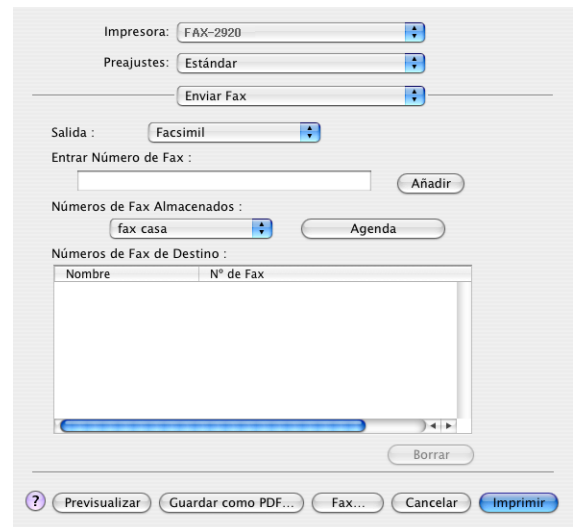 Impresora: FAX-2920
Preajustes: Estándar
Enviar Fax
Salida : Facsimil
Entrar Número de Fax :
Añadir
Números de Fax Almacenados :
fax casa Agenda
Números de Fax de Destino :
Nombre Nº de Fax
Borrar
? Previsualizar Guardar como PDF... Fax... Cancelar Imprimir